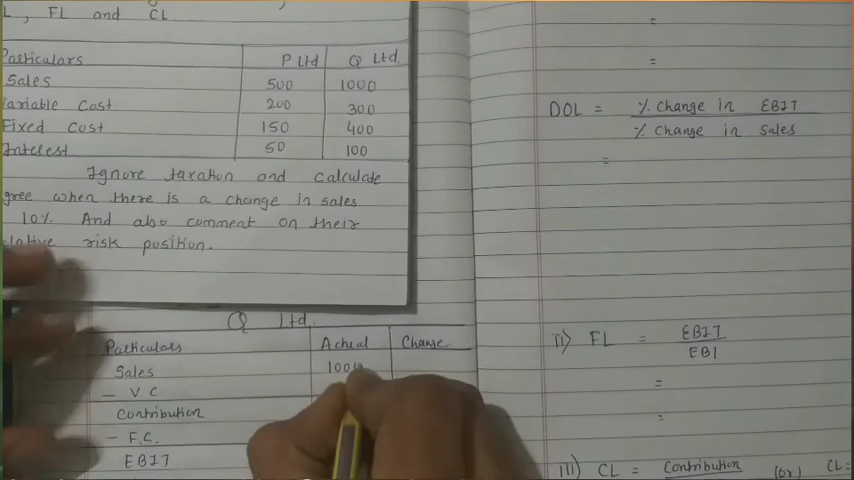 , FL and CL
Particulars P Ltd Q Ltd.
Sales 500 1000
Variable Cost 200 300
Fixed Cost 150 400
Interest 50 100
Ignore taxation and calculate
when there is a change in sales
10%. And also comment on their
risk position.
Q Ltd.
Particulars Actual Change
Sales 100
- V.C
Contribution
- F.C.
EBIT
=
=
DOL = % change in EBIT
% change in sales
=
ii) FL = EBIT
EBI
=
=
iii) CL = Contribution (or) CL =